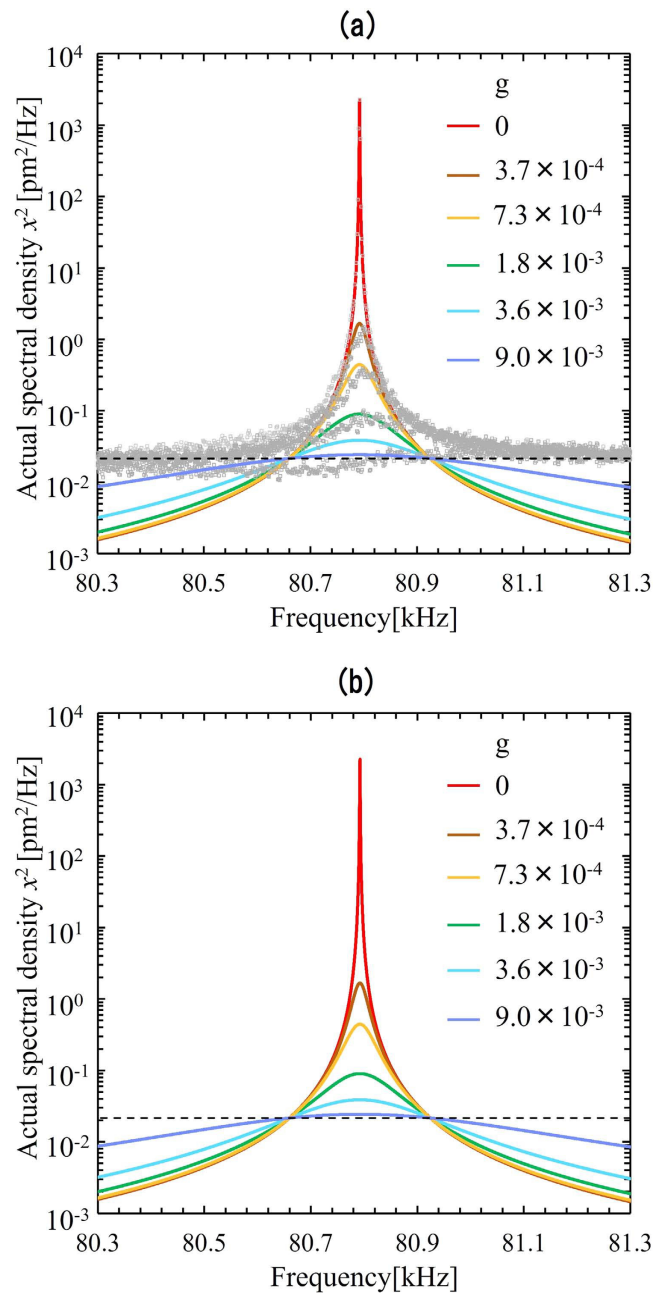 (a)
Actual spectral density x² [pm²/Hz]
10⁴
10³
10²
10¹
10⁰
10⁻¹
10⁻²
10⁻³
g
0
3.7×10⁻⁴
7.3×10⁻⁴
1.8×10⁻³
3.6×10⁻³
9.0×10⁻³
80.3 80.5 80.7 80.9 81.1 81.3
Frequency[kHz]
(b)
Actual spectral density x² [pm²/Hz]
10⁴
10³
10²
10¹
10⁰
10⁻¹
10⁻²
10⁻³
g
0
3.7×10⁻⁴
7.3×10⁻⁴
1.8×10⁻³
3.6×10⁻³
9.0×10⁻³
80.3 80.5 80.7 80.9 81.1 81.3
Frequency[kHz]